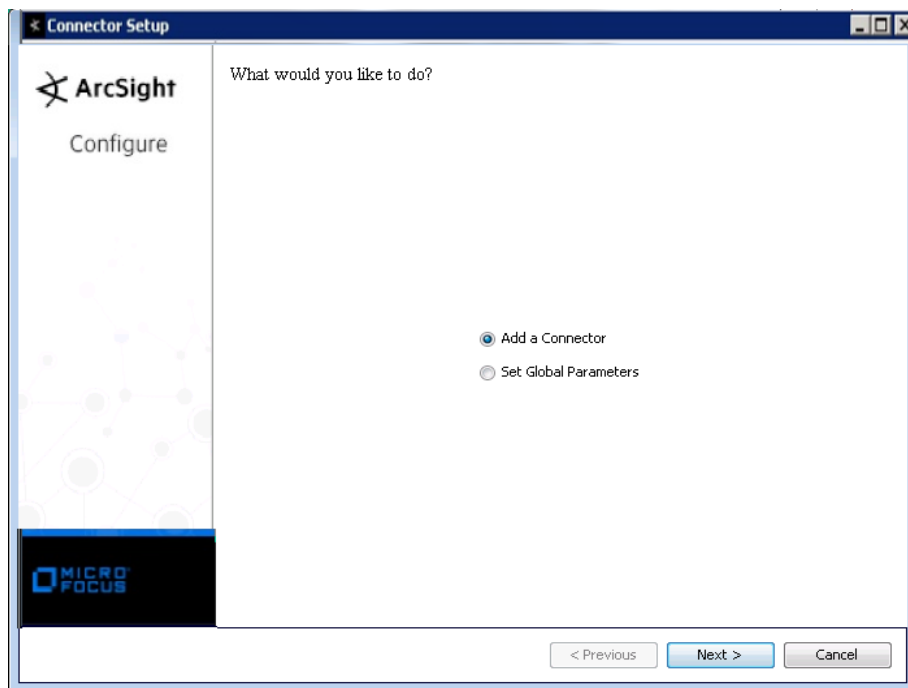 Connector Setup
ArcSight
Configure
What would you like to do?
Add a Connector
Set Global Parameters
MICRO
FOCUS
< Previous
Next >
Cancel